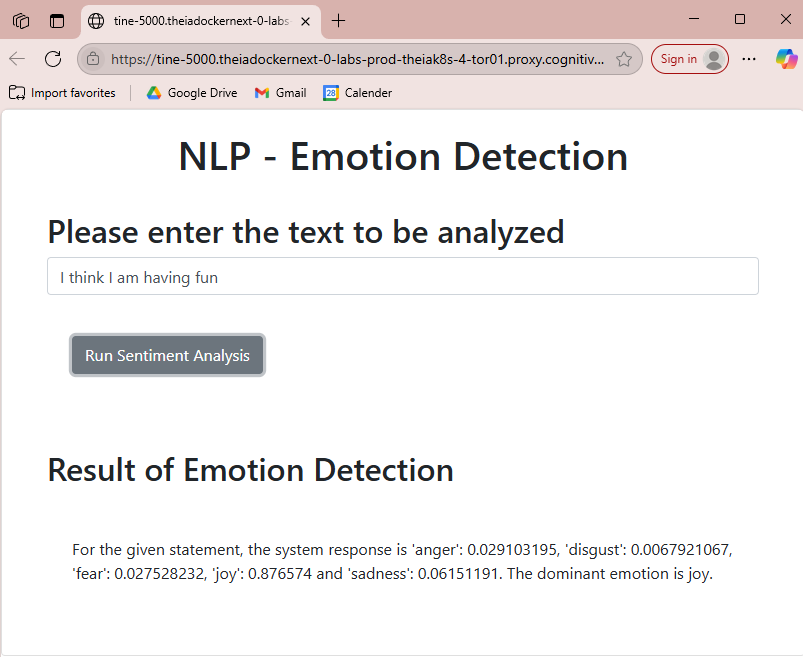 tine-5000.theiadockernext-0-labs-
https://tine-5000.theiadockernext-0-labs-prod-theiak8s-4-tor01.proxy.cognitiv...
Sign in
Import favorites
Google Drive
Gmail
28
Calender
NLP - Emotion Detection
Please enter the text to be analyzed
I think I am having fun
Run Sentiment Analysis
Result of Emotion Detection
For the given statement, the system response is 'anger': 0.029103195, 'disgust': 0.0067921067,
'fear': 0.027528232, 'joy': 0.876574 and 'sadness': 0.06151191. The dominant emotion is joy.